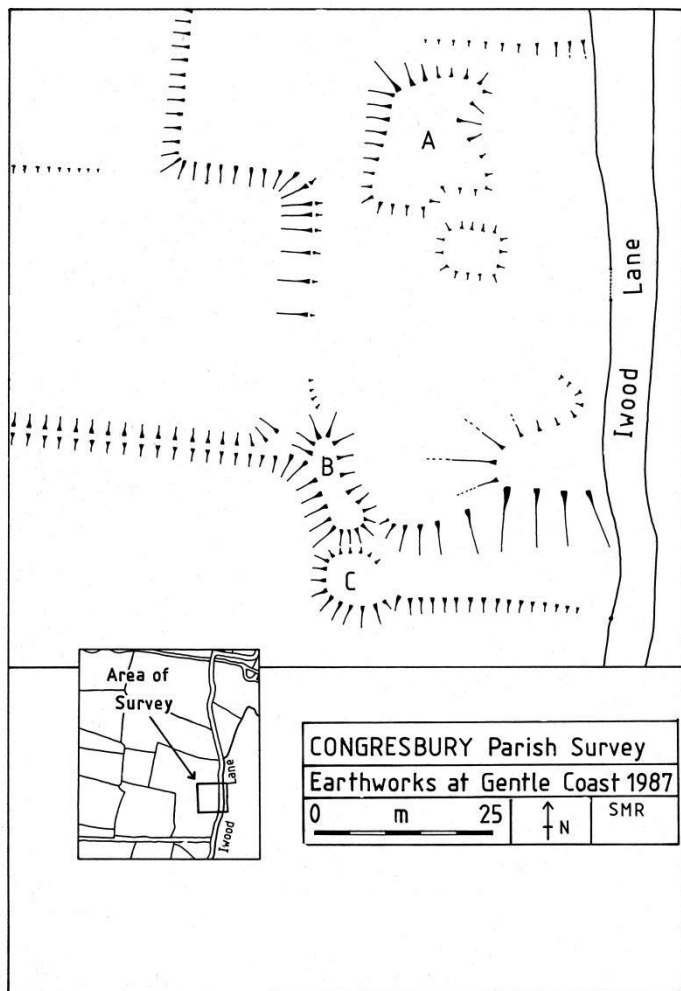 A
Iwood Lane
B
C
Area of
Survey
Iwood Lane
CONGRESBURY Parish Survey
Earthworks at Gentle Coast 1987
0 m 25
N
SMR